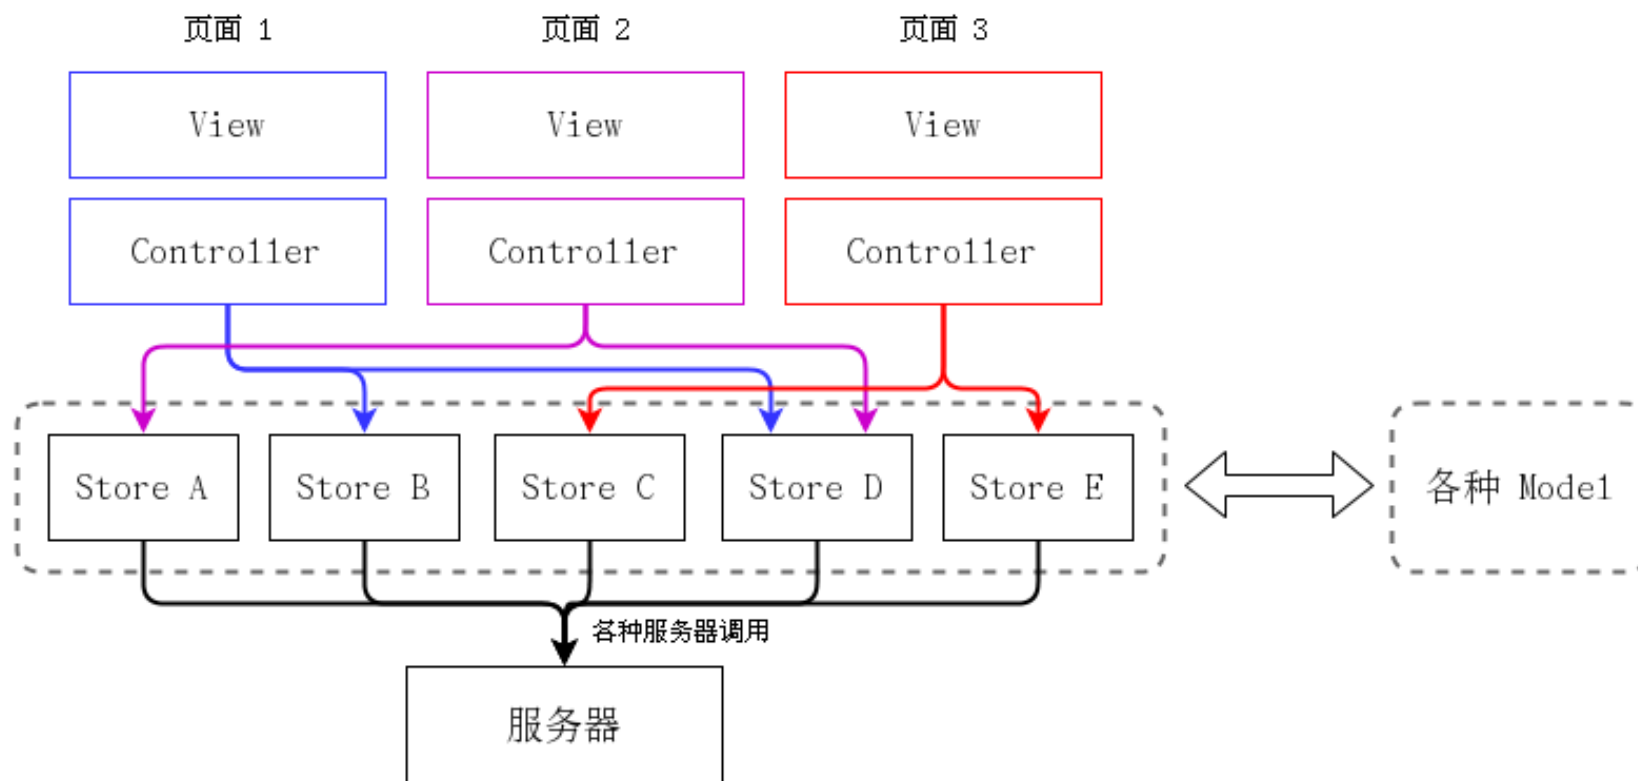 页面 1
页面 2
页面 3
View
View
View
Controller
Controller
Controller
Store A
Store B
Store C
Store D
Store E
各种 Model
各种服务器调用
服务器